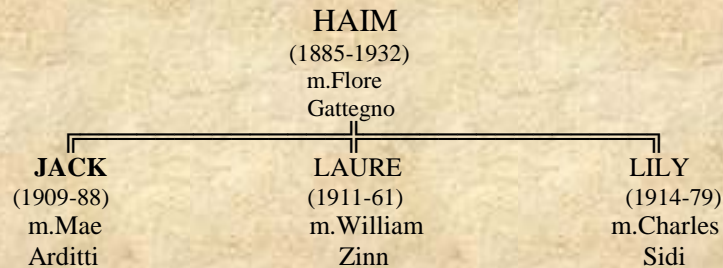 HAIM
(1885-1932)
m.Flore
Gattegno
JACK LAURE LILY
(1909-88) (1911-61) (1914-79)
m.Mae m.William m.Charles
Arditti Zinn Sidi